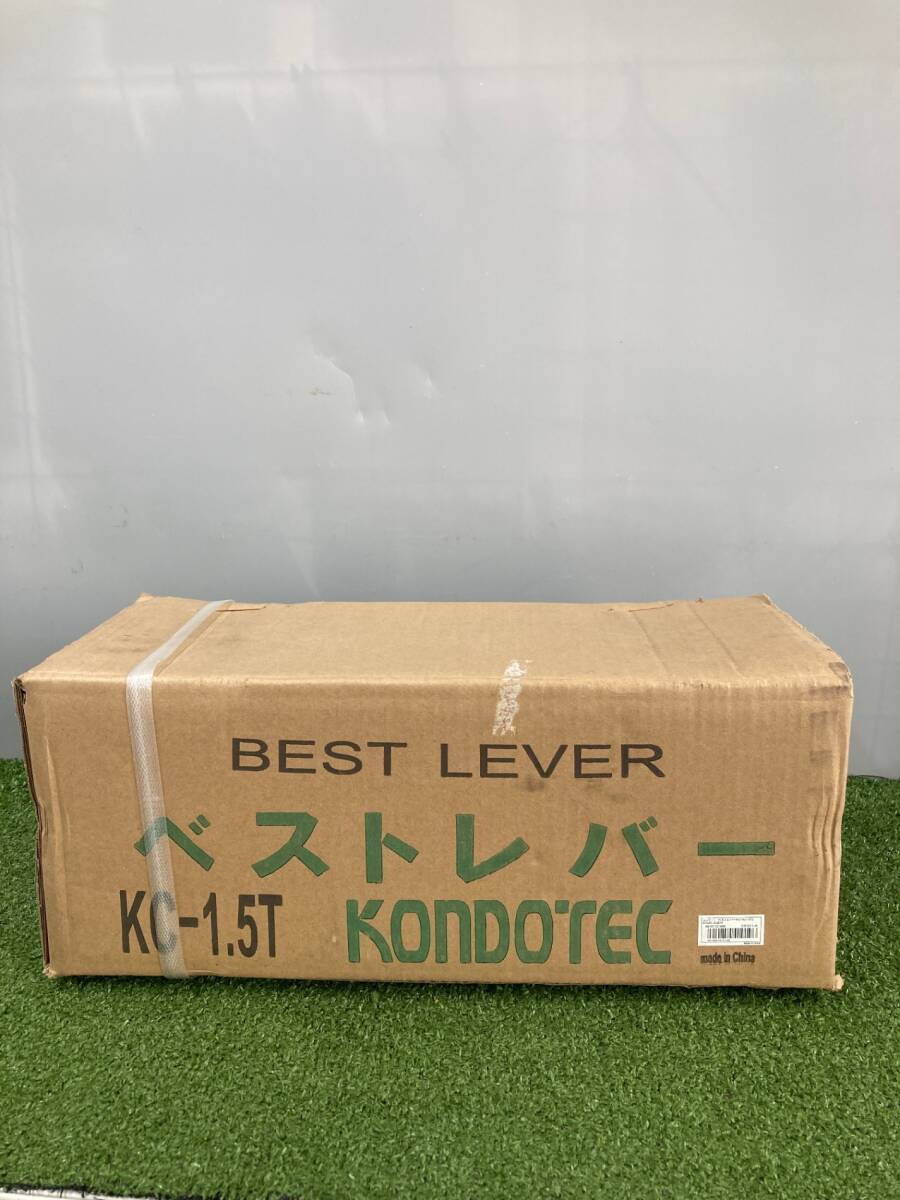 BEST LEVER
ベストレバー
KC-1.5T KONDOTEC
made in China